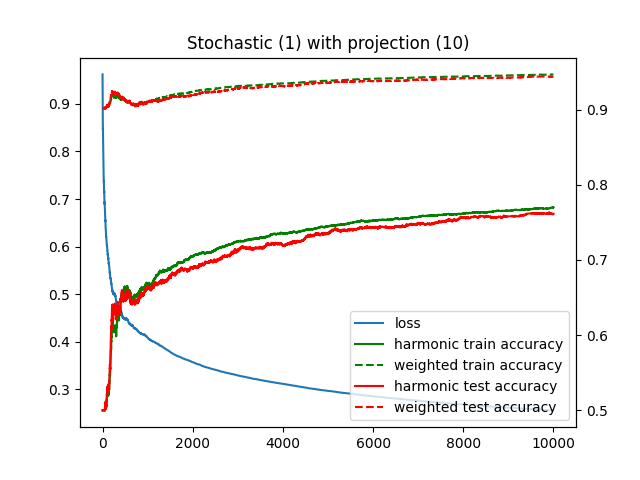 Stochastic (1) with projection (10)
0.9
0.8
0.7
0.6
0.5
0.4
0.3
0.9
0.8
0.7
0.6
0.5
loss
harmonic train accuracy
weighted train accuracy
harmonic test accuracy
weighted test accuracy
0 2000 4000 6000 8000 10000